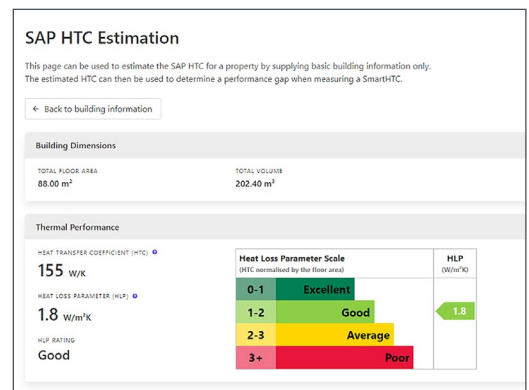 SAP HTC Estimation
This page can be used to estimate the SAP HTC for a property by supplying basic building information only.
The estimated HTC can then be used to determine a performance gap when measuring a SmartHTC.
← Back to building information
Building Dimensions
TOTAL FLOOR AREA
88.00 m²
TOTAL VOLUME
202.40 m³
Thermal Performance
HEAT TRANSFER COEFFICIENT (HTC)
155 W/K
HEAT LOSS PARAMETER (HLP)
1.8 W/m²K
HLP RATING
Good
Heat Loss Parameter Scale
(HTC normalised by the floor area)
HLP
(W/m²K)
0-1 Excellent
1-2 Good 1.8
2-3 Average
3+ Poor